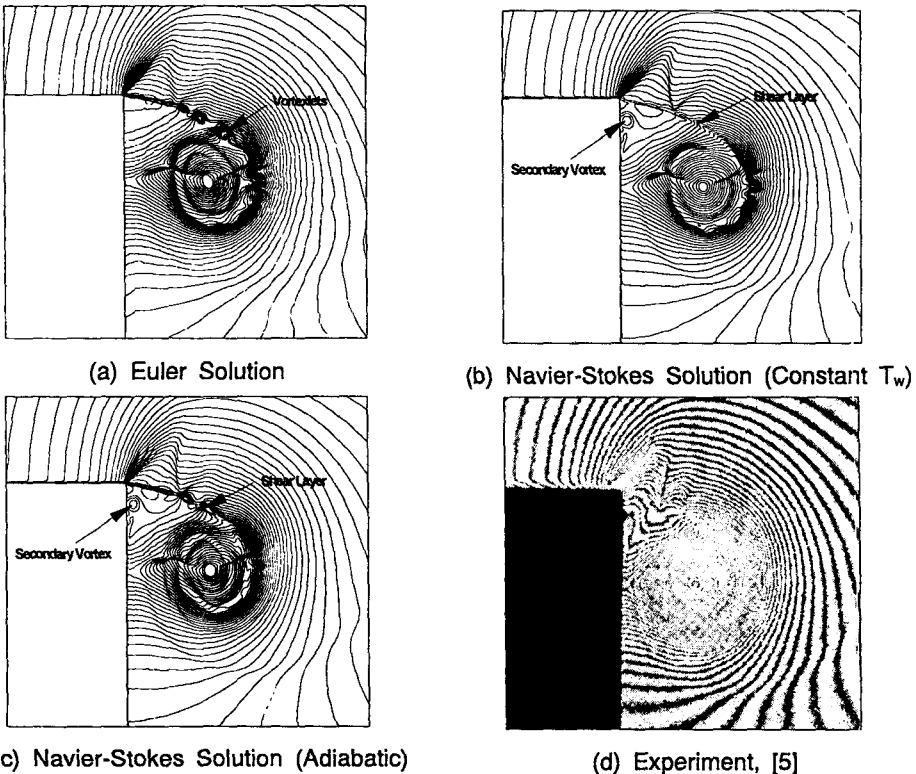 Vortexlets
(a) Euler Solution
Shear Layer
Secondary Vortex
(b) Navier-Stokes Solution (Constant Tw)
Shear Layer
Secondary Vortex
c) Navier-Stokes Solution (Adiabatic)
(d) Experiment, [5]